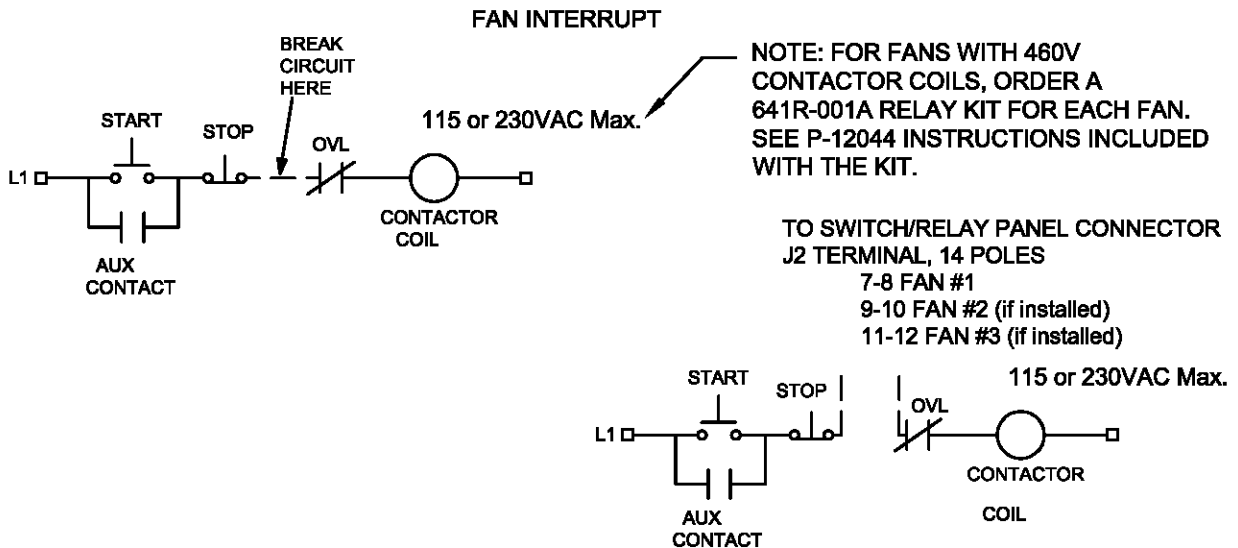 FAN INTERRUPT
BREAK
CIRCUIT
HERE
NOTE: FOR FANS WITH 460V
CONTACTOR COILS, ORDER A
641R-001A RELAY KIT FOR EACH FAN.
SEE P-12044 INSTRUCTIONS INCLUDED
WITH THE KIT.
115 or 230VAC Max.
START
STOP
OVL
L1
CONTACTOR
COIL
AUX
CONTACT
TO SWITCH/RELAY PANEL CONNECTOR
J2 TERMINAL, 14 POLES
7-8 FAN #1
9-10 FAN #2 (if installed)
11-12 FAN #3 (if installed)
115 or 230VAC Max.
START
STOP
OVL
L1
CONTACTOR
COIL
AUX
CONTACT